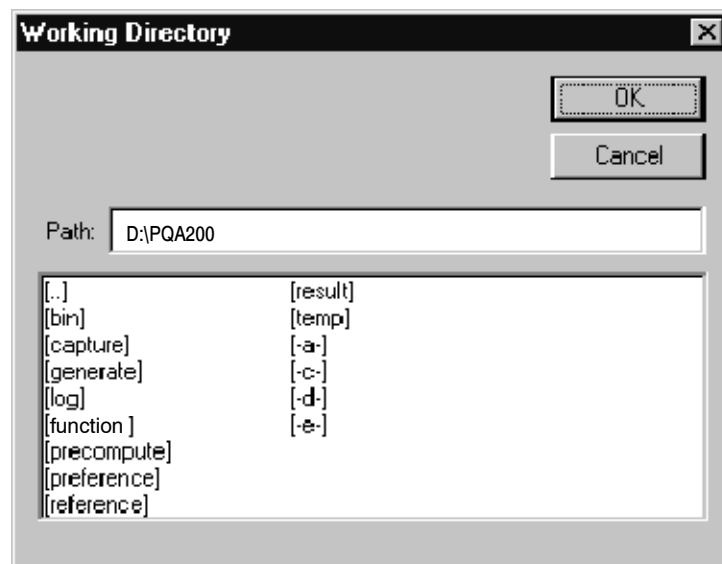 Working Directory
OK
Cancel
Path: D:\PQA200
[..]
[bin]
[capture]
[generate]
[log]
[function ]
[precompute]
[preference]
[reference]
[result]
[temp]
[-a-]
[-c-]
[-d-]
[-e-]